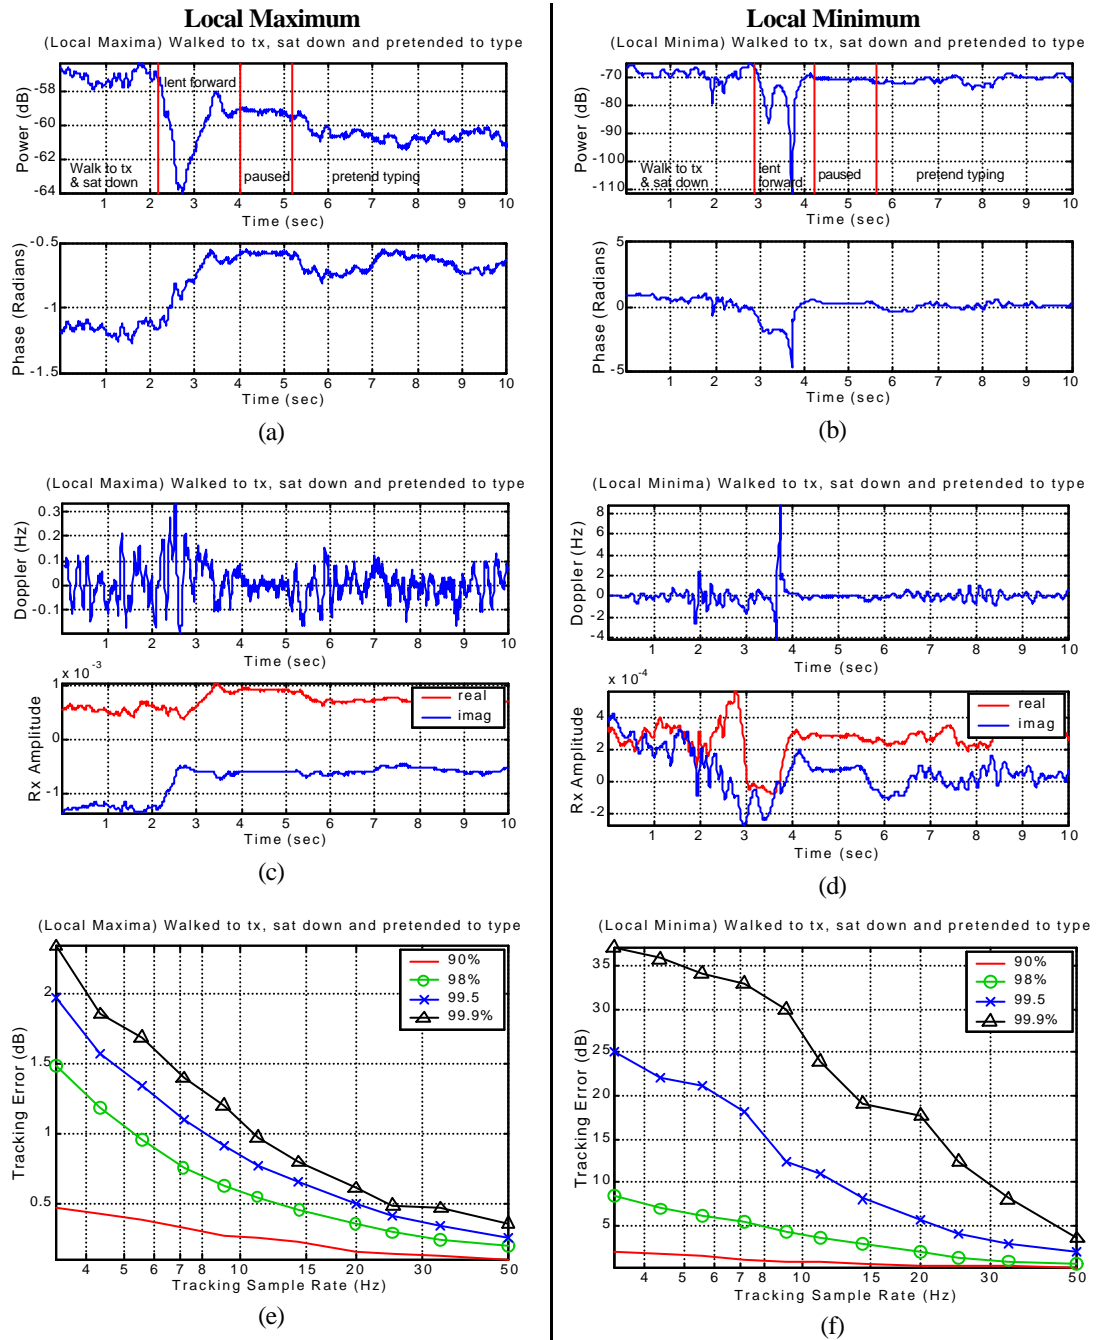 Local Maximum
(Local Maxima) Walked to tx, sat down and pretended to type
Power (dB)
-58
-60
-62
-64
lent forward
Walk to tx
& sat down
paused
pretend typing
1 2 3 4 5 6 7 8 9 10
Time (sec)
Phase (Radians)
-0.5
-1
-1.5
1 2 3 4 5 6 7 8 9 10
Time (sec)
(a)
Local Minimum
(Local Minima) Walked to tx, sat down and pretended to type
Power (dB)
-70
-80
-90
-100
-110
Walk to tx
& sat down
lent
forward
paused
pretend typing
1 2 3 4 5 6 7 8 9 10
Time (sec)
Phase (Radians)
5
0
-5
1 2 3 4 5 6 7 8 9 10
Time (sec)
(b)
(Local Maxima) Walked to tx, sat down and pretended to type
Doppler (Hz)
0.3
0.2
0.1
0
-0.1
1 2 3 4 5 6 7 8 9 10
Time (sec)
x 10 -3
Rx Amplitude
1
0
-1
real
imag
1 2 3 4 5 6 7 8 9 10
Time (sec)
(c)
(Local Minima) Walked to tx, sat down and pretended to type
Doppler (Hz)
8
6
4
2
0
-2
-4
1 2 3 4 5 6 7 8 9 10
Time (sec)
x 10 -4
Rx Amplitude
4
2
0
-2
real
imag
1 2 3 4 5 6 7 8 9 10
Time (sec)
(d)
(Local Maxima) Walked to tx, sat down and pretended to type
Tracking Error (dB)
2
1.5
1
0.5
90%
98%
99.5
99.9%
4 5 6 7 8 10 15 20 30 50
Tracking Sample Rate (Hz)
(e)
(Local Minima) Walked to tx, sat down and pretended to type
Tracking Error (dB)
35
30
25
20
15
10
5
90%
98%
99.5
99.9%
4 5 6 7 8 10 15 20 30 50
Tracking Sample Rate (Hz)
(f)